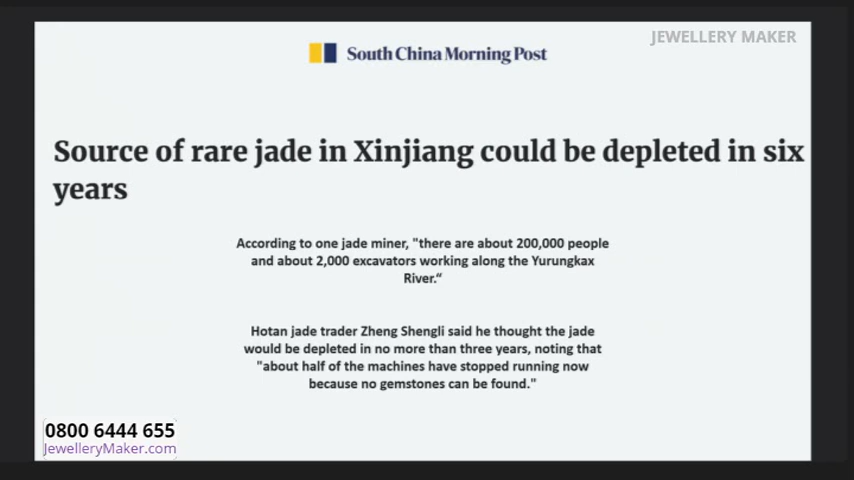 JEWELLERY MAKER
South China Morning Post
Source of rare jade in Xinjiang could be depleted in six
years
According to one jade miner, "there are about 200,000 people
and about 2,000 excavators working along the Yurungkax
River.“
Hotan jade trader Zheng Shengli said he thought the jade
would be depleted in no more than three years, noting that
"about half of the machines have stopped running now
because no gemstones can be found."
0800 6444 655
JewelleryMaker.com